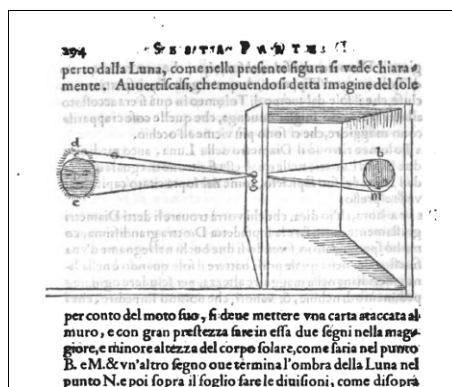 294
perto dalla Luna, come nella presente figura si vede chiara-
mente. Auuertiscasi, che mouendosi detta imagine del sole
d
e
b
m
per conto del moto suo, si deue mettere vna carta attaccata al
muro, e con gran prestezza fare in essa due segni nella mag-
giore, e minore altezza del corpo solare, come saria nel punto
B. e M. & vn'altro segno oue termina l'ombra della Luna nel
punto N. e poi sopra il foglio fare le diuisioni, come disopra